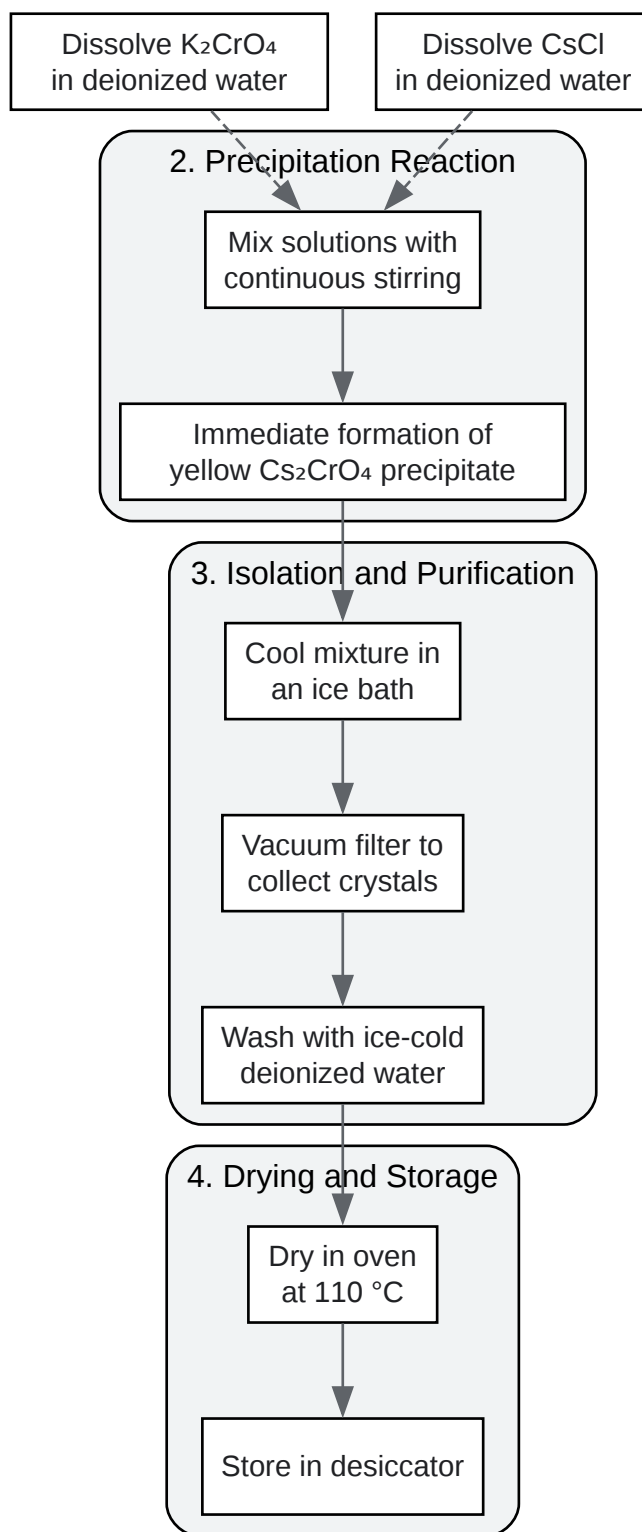 Dissolve K₂CrO₄
in deionized water
Dissolve CsCl
in deionized water
2. Precipitation Reaction
Mix solutions with
continuous stirring
Immediate formation of
yellow Cs₂CrO₄ precipitate
3. Isolation and Purification
Cool mixture in
an ice bath
Vacuum filter to
collect crystals
Wash with ice-cold
deionized water
4. Drying and Storage
Dry in oven
at 110 °C
Store in desiccator